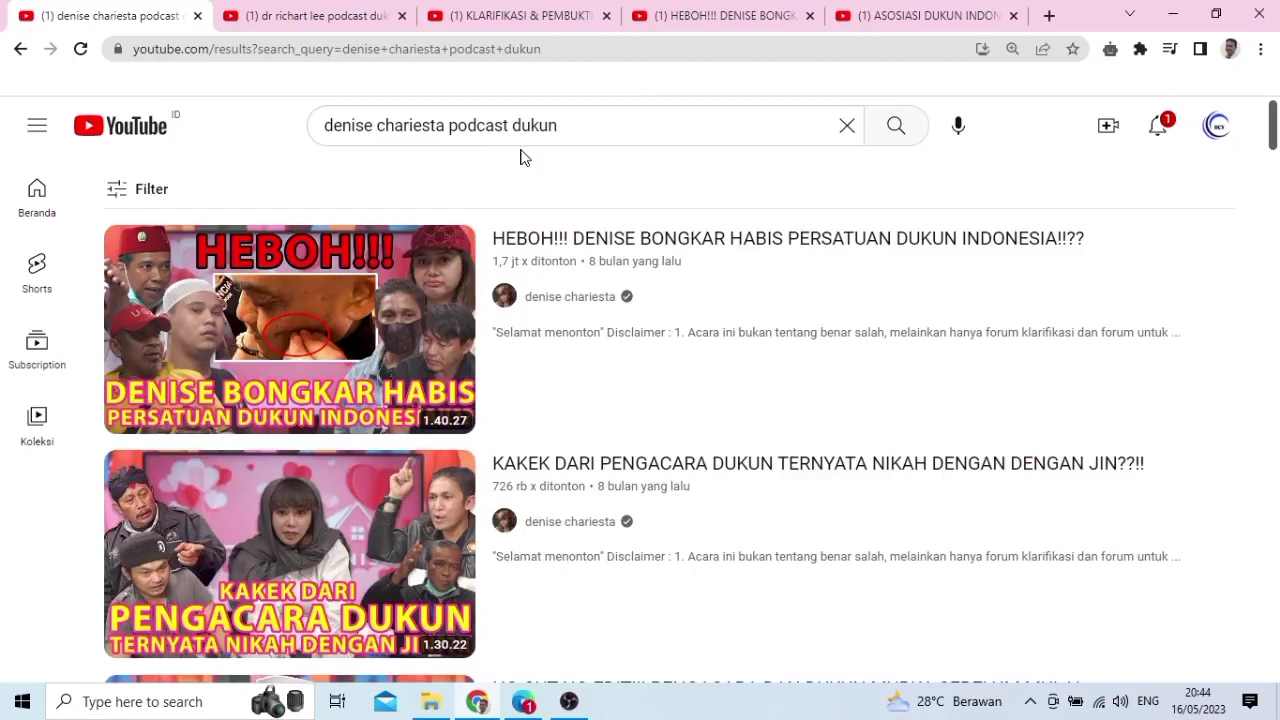 (1) denise chariesta podcast d
(1) dr richart lee podcast duk
(1) KLARIFIKASI & PEMBUKT
(1) HEBOH!!! DENISE BONGK
(1) ASOSIASI DUKUN INDON
youtube.com/results?search_query=denise+chariesta+podcast+dukun
YouTube ID
denise chariesta podcast dukun
1
Beranda
Shorts
Subscription
Koleksi
Filter
HEBOH!!!
DENISE BONGKAR HABIS
PERSATUAN DUKUN INDONES
1.40.27
HEBOH!!! DENISE BONGKAR HABIS PERSATUAN DUKUN INDONESIA!!??
1,7 jt x ditonton • 8 bulan yang lalu
denise chariesta
"Selamat menonton" Disclaimer : 1. Acara ini bukan tentang benar salah, melainkan hanya forum klarifikasi dan forum untuk ...
KAKEK DARI
PENGACARA DUKUN
TERNYATA NIKAH DENGAN JI
1.30.22
KAKEK DARI PENGACARA DUKUN TERNYATA NIKAH DENGAN DENGAN JIN??!!
726 rb x ditonton • 8 bulan yang lalu
denise chariesta
"Selamat menonton" Disclaimer : 1. Acara ini bukan tentang benar salah, melainkan hanya forum klarifikasi dan forum untuk ...
Type here to search
1
28°C Berawan
ENG
20:44
16/05/2023